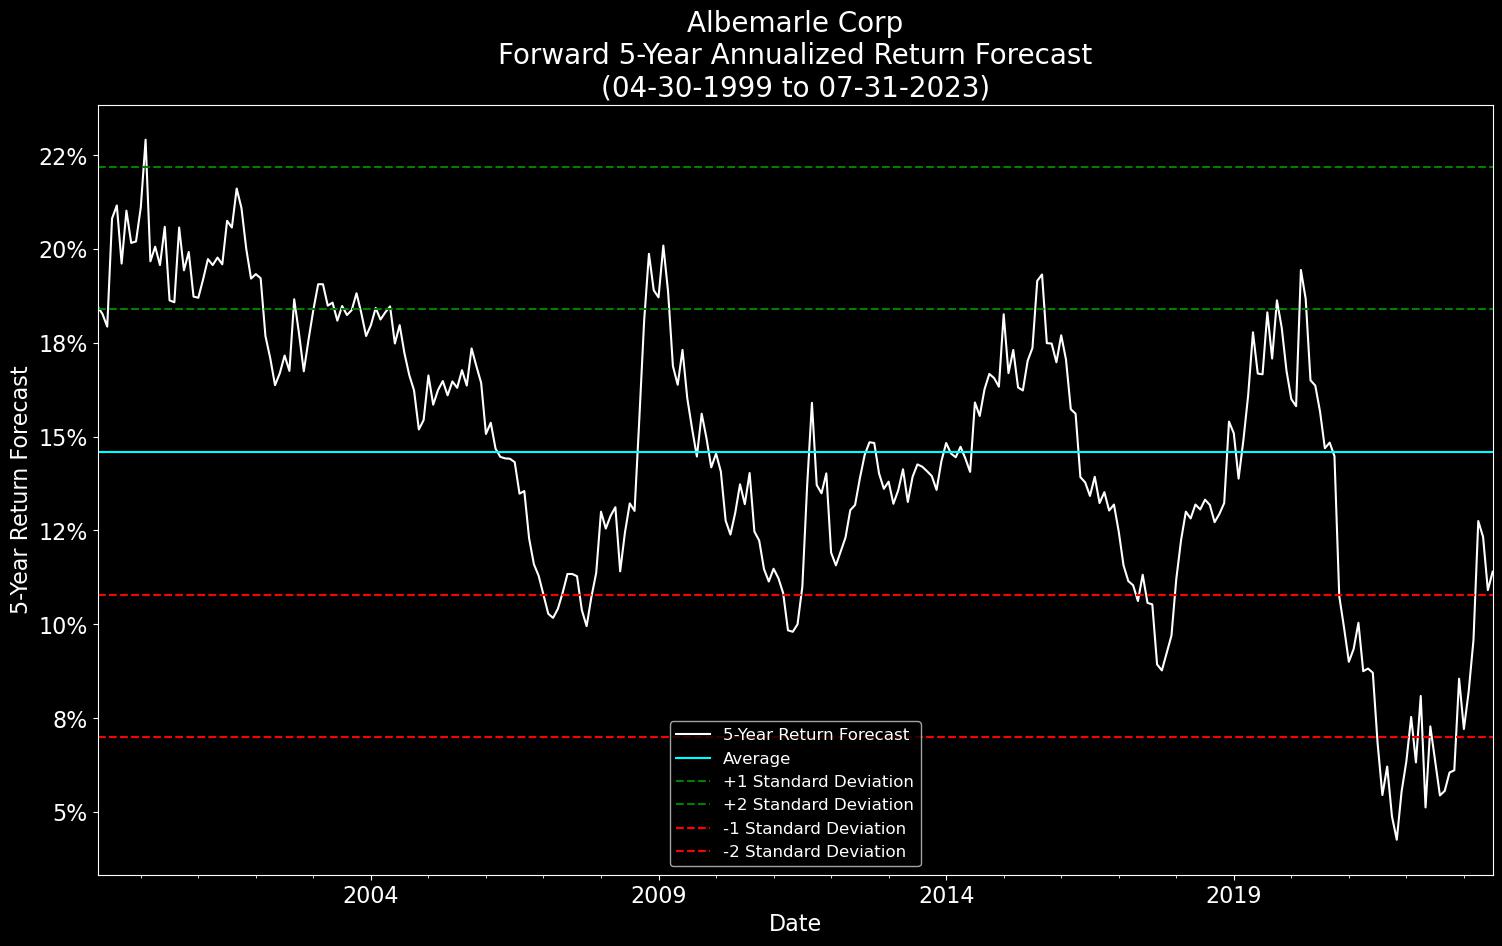 Albemarle Corp
Forward 5-Year Annualized Return Forecast
(04-30-1999 to 07-31-2023)
5-Year Return Forecast
22%
20%
18%
15%
12%
10%
8%
5%
5-Year Return Forecast
Average
+1 Standard Deviation
+2 Standard Deviation
-1 Standard Deviation
-2 Standard Deviation
2004
2009
2014
2019
Date